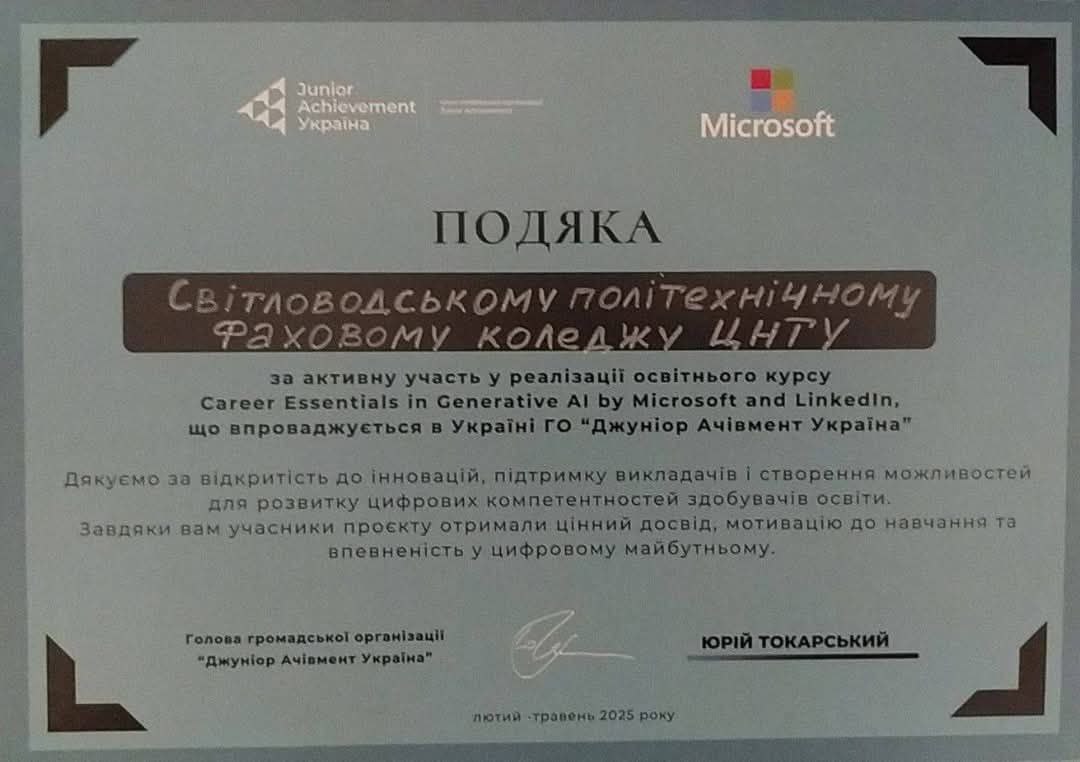 Junior
Achievement
Україна
Microsoft
ПОДЯКА
Світловодському політехнічному
фаховому коледжу ЦНТУ
за активну участь у реалізації освітнього курсу
Career Essentials in Generative AI by Microsoft and LinkedIn,
що впроваджується в Україні ГО “Джуніор Ачівмент Україна”
Дякуємо за відкритість до інновацій, підтримку викладачів і створення можливостей
для розвитку цифрових компетентностей здобувачів освіти.
Завдяки вам учасники проєкту отримали цінний досвід, мотивацію до навчання та
впевненість у цифровому майбутньому.
Голова громадської організації
“Джуніор Ачівмент Україна”
ЮРІЙ ТОКАРСЬКИЙ
лютий -травень 2025 року